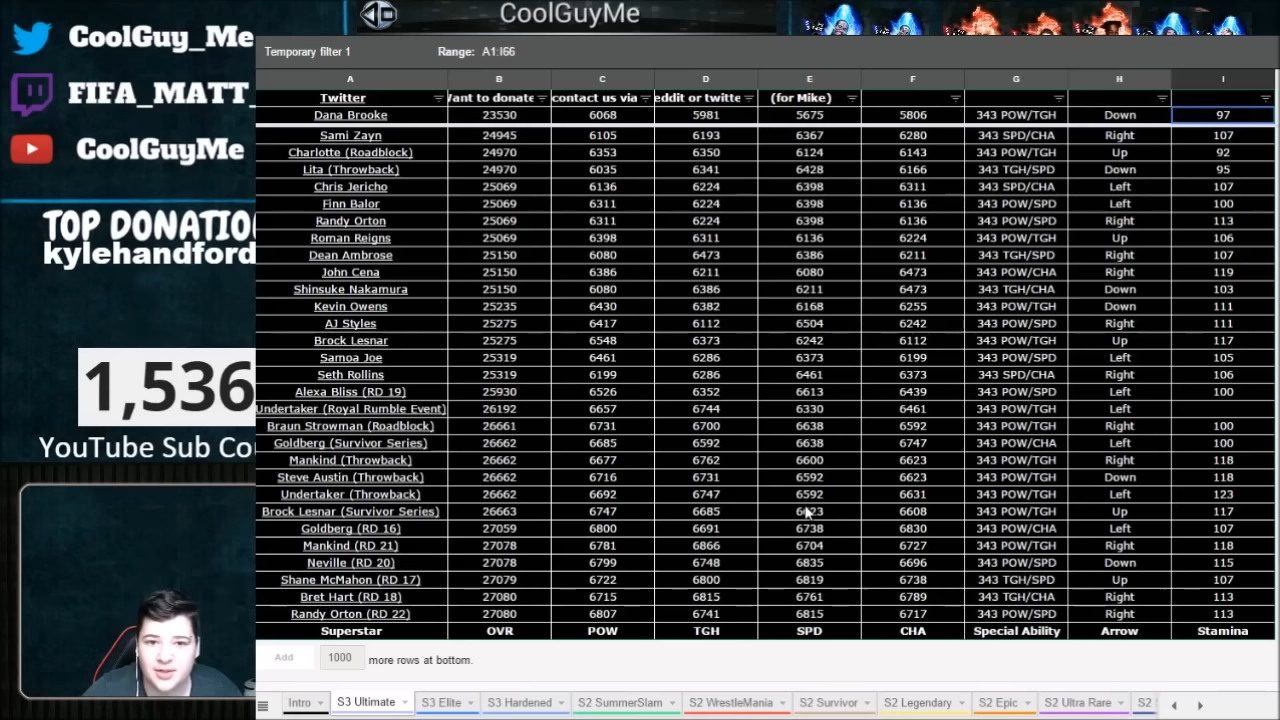 CoolGuy_Me
FIFA_MATT_
CoolGuyMe
TOP DONATIO
kylehandford
1,536
YouTube Sub Co
CoolGuyMe
Temporary filter 1 Range: A1:I66
A B C D E F G H I
Twitter Want to donate contact us via eddit or twitte (for Mike)
Dana Brooke 23530 6068 5981 5675 5806 343 POW/TGH Down 97
Sami Zayn 24945 6105 6193 6367 6280 343 SPD/CHA Right 107
Charlotte (Roadblock) 24970 6353 6350 6124 6143 343 POW/TGH Up 92
Lita (Throwback) 24970 6035 6341 6428 6166 343 TGH/SPD Down 95
Chris Jericho 25069 6136 6224 6398 6311 343 SPD/CHA Left 107
Finn Balor 25069 6311 6224 6398 6136 343 POW/SPD Left 100
Randy Orton 25069 6311 6224 6398 6136 343 POW/SPD Right 113
Roman Reigns 25069 6398 6311 6136 6224 343 POW/TGH Up 106
Dean Ambrose 25150 6080 6473 6386 6211 343 TGH/SPD Right 107
John Cena 25150 6386 6211 6080 6473 343 POW/CHA Right 119
Shinsuke Nakamura 25150 6080 6386 6211 6473 343 TGH/CHA Down 103
Kevin Owens 25235 6430 6382 6168 6255 343 POW/TGH Down 111
AJ Styles 25275 6417 6112 6504 6242 343 POW/SPD Right 111
Brock Lesnar 25275 6548 6373 6242 6112 343 POW/TGH Up 117
Samoa Joe 25319 6461 6286 6373 6199 343 POW/SPD Left 105
Seth Rollins 25319 6199 6286 6461 6373 343 SPD/CHA Right 106
Alexa Bliss (RD 19) 25930 6526 6352 6613 6439 343 POW/SPD Left 100
Undertaker (Royal Rumble Event) 26192 6657 6744 6330 6461 343 POW/TGH Left
Braun Strowman (Roadblock) 26661 6731 6700 6638 6592 343 POW/TGH Right 100
Goldberg (Survivor Series) 26662 6685 6592 6638 6747 343 POW/CHA Left 100
Mankind (Throwback) 26662 6677 6762 6600 6623 343 POW/TGH Right 118
Steve Austin (Throwback) 26662 6716 6731 6592 6623 343 POW/TGH Down 118
Undertaker (Throwback) 26662 6692 6747 6592 6631 343 POW/TGH Left 123
Brock Lesnar (Survivor Series) 26663 6747 6685 6608 343 POW/TGH Up 117
Goldberg (RD 16) 27059 6800 6691 6738 6830 343 POW/CHA Left 107
Mankind (RD 21) 27078 6781 6866 6704 6727 343 POW/TGH Right 118
Neville (RD 20) 27078 6799 6748 6835 6696 343 POW/SPD Down 115
Shane McMahon (RD 17) 27079 6722 6800 6819 6738 343 TGH/SPD Up 107
Bret Hart (RD 18) 27080 6715 6815 6761 6789 343 TGH/CHA Right 113
Randy Orton (RD 22) 27080 6807 6741 6815 6717 343 POW/SPD Right 113
Superstar OVR POW TGH SPD CHA Special Ability Arrow Stamina
Add 1000 more rows at bottom.
Intro S3 Ultimate S3 Elite S3 Hardened S2 SummerSlam S2 WrestleMania S2 Survivor S2 Legendary S2 Epic S2 Ultra Rare S2